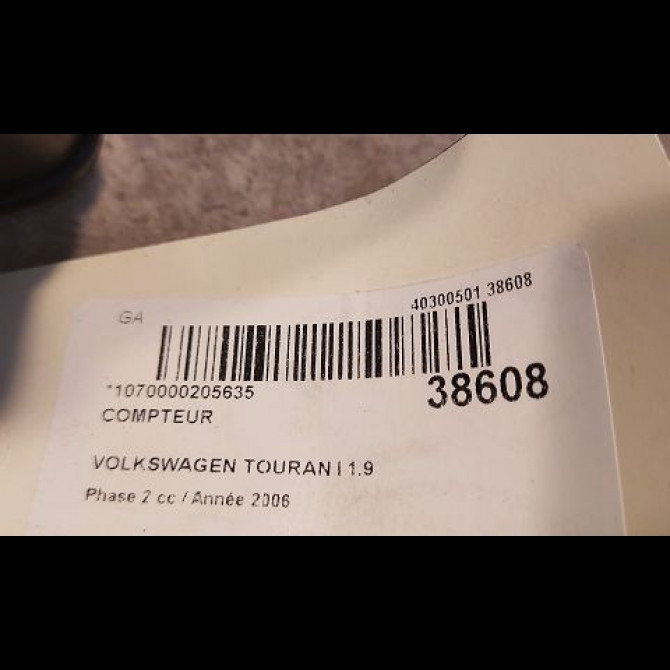 GA
40300501 38608
*1070000205635
38608
COMPTEUR
VOLKSWAGEN TOURAN I 1.9
Phase 2 cc / Année 2006